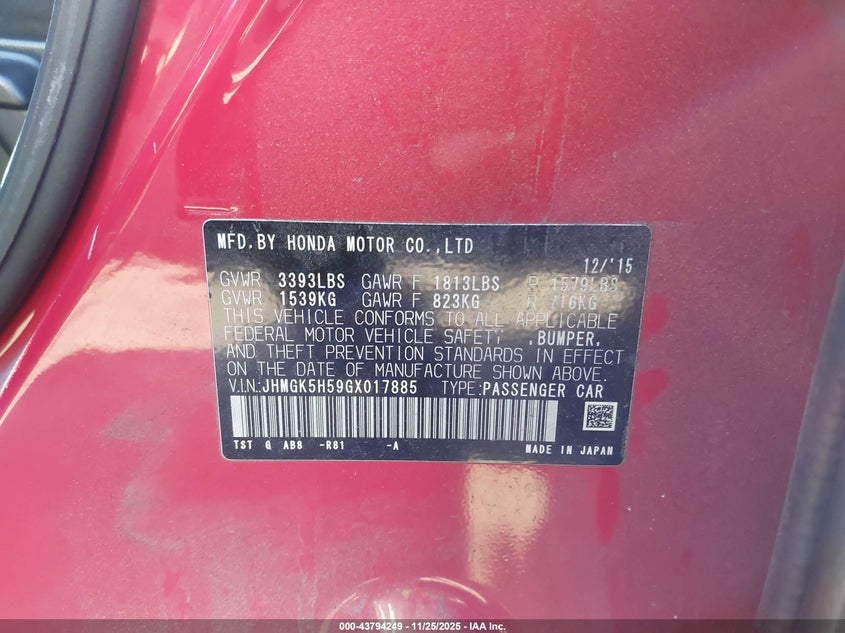 MFD. BY HONDA MOTOR CO., LTD
12/'15
GVWR 3393LBS GAWR F 1813LBS R 1579LBS
GVWR 1539KG GAWR F 823KG R 716KG
THIS VEHICLE CONFORMS TO ALL APPLICABLE
FEDERAL MOTOR VEHICLE SAFETY, BUMPER,
AND THEFT PREVENTION STANDARDS IN EFFECT
ON THE DATE OF MANUFACTURE SHOWN ABOVE.
V.I.N.: JHMGK5H59GX017885 TYPE: PASSENGER CAR
TST G AB8 -R81 -A
MADE IN JAPAN
000-43794249 - 11/25/2025 - IAA Inc.